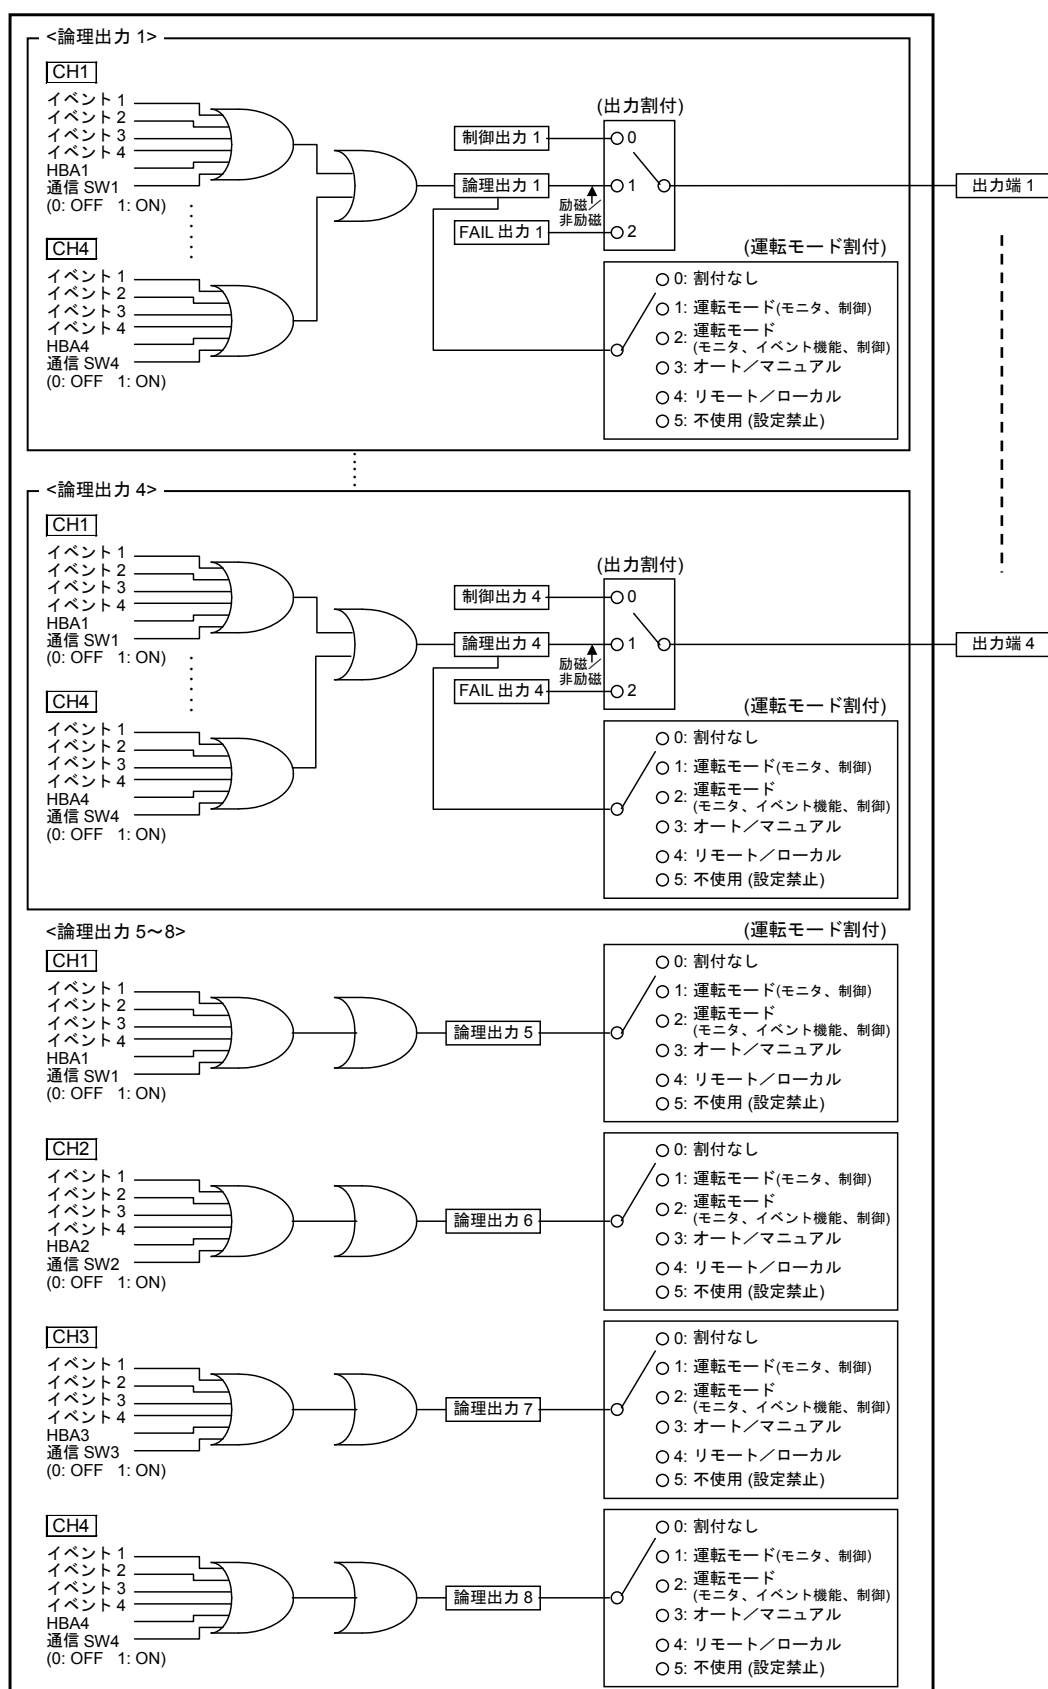 <論理出力 1>
CH1
イベント 1
イベント 2
イベント 3
イベント 4
HBA1
通信 SW1
(0: OFF 1: ON)
CH4
イベント 1
イベント 2
イベント 3
イベント 4
HBA4
通信 SW4
(0: OFF 1: ON)
(出力割付)
制御出力 1
0
論理出力 1
1
励磁/
非励磁
FAIL 出力 1
2
出力端 1
(運転モード割付)
0: 割付なし
1: 運転モード(モニタ、制御)
2: 運転モード
(モニタ、イベント機能、制御)
3: オート/マニュアル
4: リモート/ローカル
5: 不使用 (設定禁止)
<論理出力 4>
CH1
イベント 1
イベント 2
イベント 3
イベント 4
HBA1
通信 SW1
(0: OFF 1: ON)
CH4
イベント 1
イベント 2
イベント 3
イベント 4
HBA4
通信 SW4
(0: OFF 1: ON)
(出力割付)
制御出力 4
0
論理出力 4
1
励磁/
非励磁
FAIL 出力 4
2
出力端 4
(運転モード割付)
0: 割付なし
1: 運転モード(モニタ、制御)
2: 運転モード
(モニタ、イベント機能、制御)
3: オート/マニュアル
4: リモート/ローカル
5: 不使用 (設定禁止)
<論理出力 5~8>
(運転モード割付)
CH1
イベント 1
イベント 2
イベント 3
イベント 4
HBA1
通信 SW1
(0: OFF 1: ON)
論理出力 5
0: 割付なし
1: 運転モード(モニタ、制御)
2: 運転モード
(モニタ、イベント機能、制御)
3: オート/マニュアル
4: リモート/ローカル
5: 不使用 (設定禁止)
CH2
イベント 1
イベント 2
イベント 3
イベント 4
HBA2
通信 SW2
(0: OFF 1: ON)
論理出力 6
0: 割付なし
1: 運転モード(モニタ、制御)
2: 運転モード
(モニタ、イベント機能、制御)
3: オート/マニュアル
4: リモート/ローカル
5: 不使用 (設定禁止)
CH3
イベント 1
イベント 2
イベント 3
イベント 4
HBA3
通信 SW3
(0: OFF 1: ON)
論理出力 7
0: 割付なし
1: 運転モード(モニタ、制御)
2: 運転モード
(モニタ、イベント機能、制御)
3: オート/マニュアル
4: リモート/ローカル
5: 不使用 (設定禁止)
CH4
イベント 1
イベント 2
イベント 3
イベント 4
HBA4
通信 SW4
(0: OFF 1: ON)
論理出力 8
0: 割付なし
1: 運転モード(モニタ、制御)
2: 運転モード
(モニタ、イベント機能、制御)
3: オート/マニュアル
4: リモート/ローカル
5: 不使用 (設定禁止)